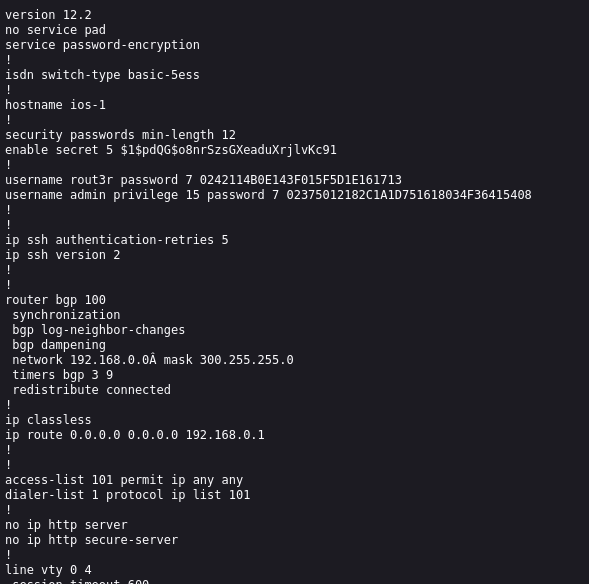 version 12.2
no service pad
service password-encryption
!
isdn switch-type basic-5ess
!
hostname ios-1
!
security passwords min-length 12
enable secret 5 $1$pdQG$o8nrSzsGXeaduXrjlvKc91
!
username rout3r password 7 0242114B0E143F015F5D1E161713
username admin privilege 15 password 7 02375012182C1A1D751618034F36415408
!
!
ip ssh authentication-retries 5
ip ssh version 2
!
!
router bgp 100
 synchronization
 bgp log-neighbor-changes
 bgp dampening
 network 192.168.0.0Â mask 300.255.255.0
 timers bgp 3 9
 redistribute connected
!
ip classless
ip route 0.0.0.0 0.0.0.0 192.168.0.1
!
!
access-list 101 permit ip any any
dialer-list 1 protocol ip list 101
!
no ip http server
no ip http secure-server
!
line vty 0 4
 session-timeout 600